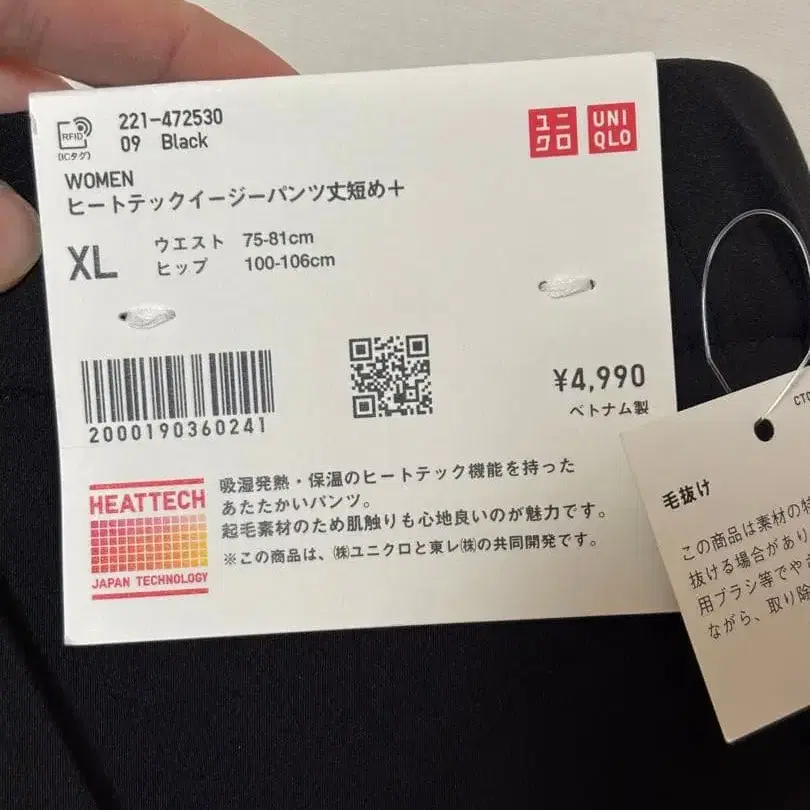 RFID
(ICタグ)
221-472530
09 Black
ユニクロ
UNIQLO
WOMEN
ヒートテックイージーパンツ丈短め+
XL
ウエスト 75-81cm
ヒップ 100-106cm
2000190360241
¥4,990
ベトナム製
HEATTECH
JAPAN TECHNOLOGY
吸湿発熱・保温のヒートテック機能を持った
あたたかいパンツ。
起毛素材のため肌触りも心地良いのが魅力です。
※この商品は、㈱ユニクロと東レ㈱の共同開発です。
毛抜け
この商品は素材の特
抜ける場合があり
用ブラシ等でや
ながら、取り除